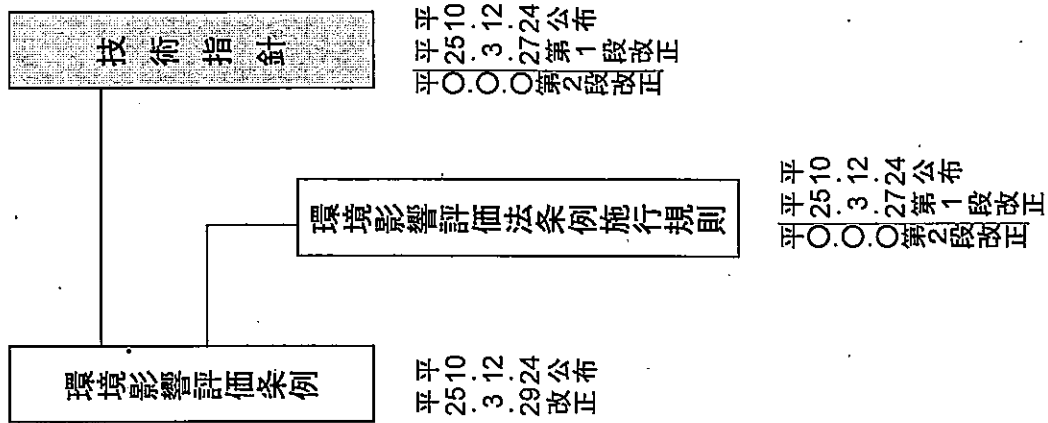 環境影響評価条例
平10.12.24公布
平25.3.29改正
環境影響評価法条例施行規則
平10.12.24公布
平25.3.27第1段改正
平〇.〇.〇第2段改正
技術指針
平10.12.24公布
平25.3.27第1段改正
平〇.〇.〇第2段改正